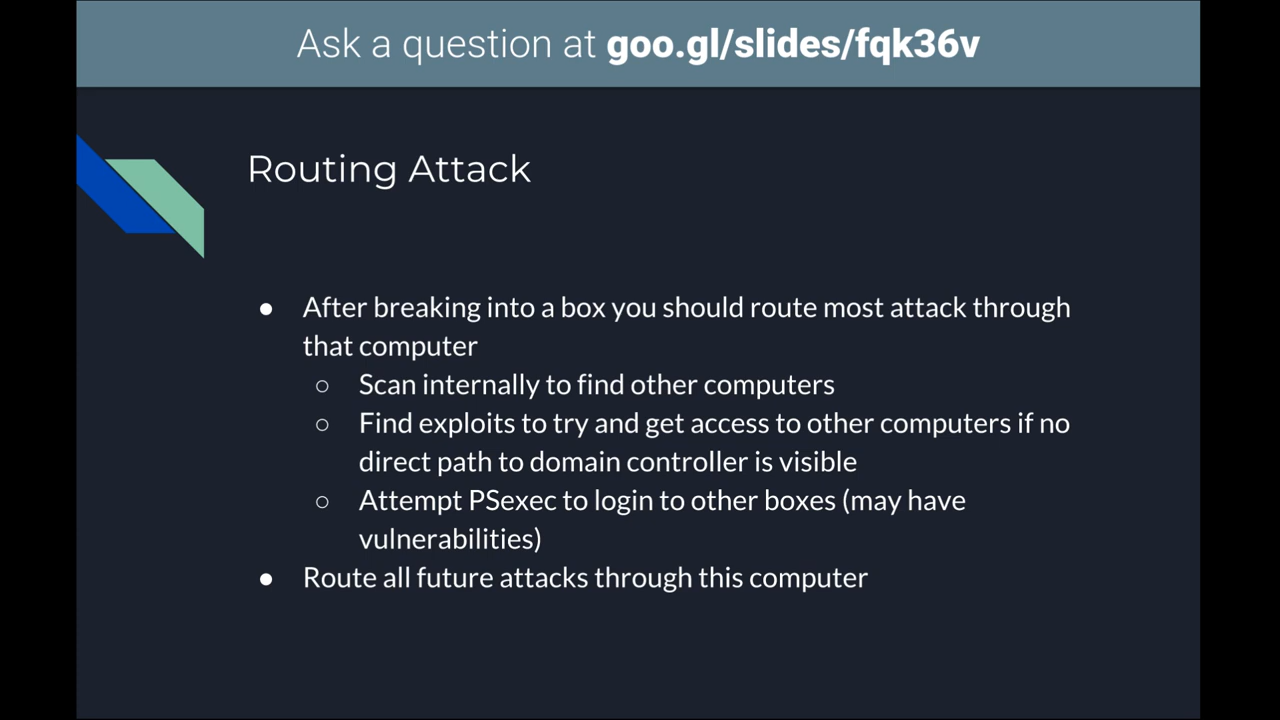 Ask a question at goo.gl/slides/fqk36v
Routing Attack
● After breaking into a box you should route most attack through
that computer
○ Scan internally to find other computers
○ Find exploits to try and get access to other computers if no
direct path to domain controller is visible
○ Attempt PSexec to login to other boxes (may have
vulnerabilities)
● Route all future attacks through this computer